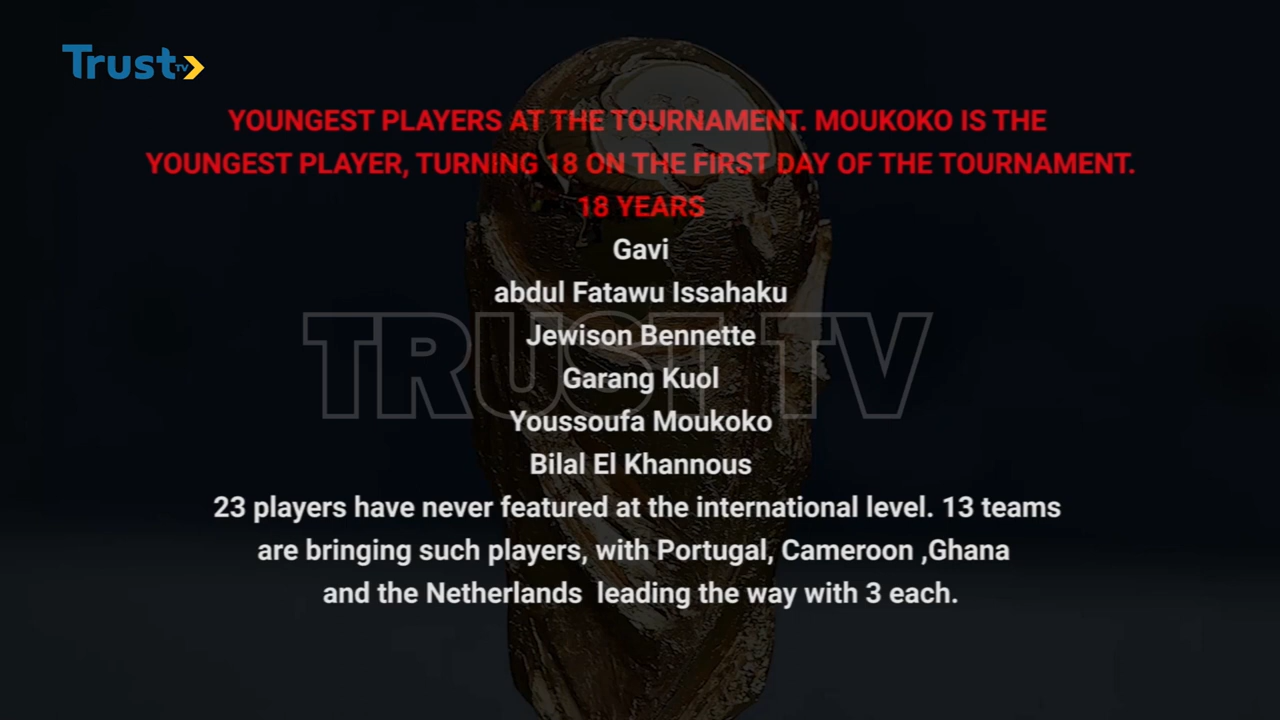 Trust TV
YOUNGEST PLAYERS AT THE TOURNAMENT. MOUKOKO IS THE
YOUNGEST PLAYER, TURNING 18 ON THE FIRST DAY OF THE TOURNAMENT.
18 YEARS
Gavi
abdul Fatawu Issahaku
Jewison Bennette
TRUST TV
Garang Kuol
Youssoufa Moukoko
Bilal El Khannous
23 players have never featured at the international level. 13 teams
are bringing such players, with Portugal, Cameroon ,Ghana
and the Netherlands  leading the way with 3 each.